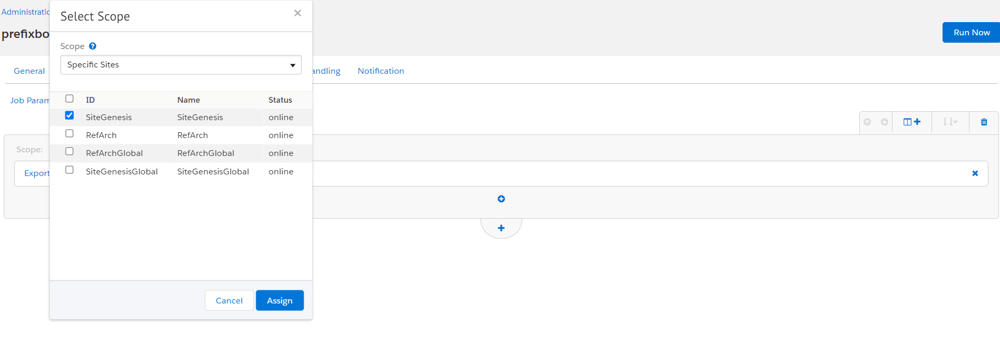 Administratio
Select Scope
prefixbo
Run Now
Scope
Specific Sites
General
andling
Notification
Job Param
ID Name Status
SiteGenesis SiteGenesis online
RefArch RefArch online
RefArchGlobal RefArchGlobal online
SiteGenesisGlobal SiteGenesisGlobal online
Scope:
Export
Cancel
Assign